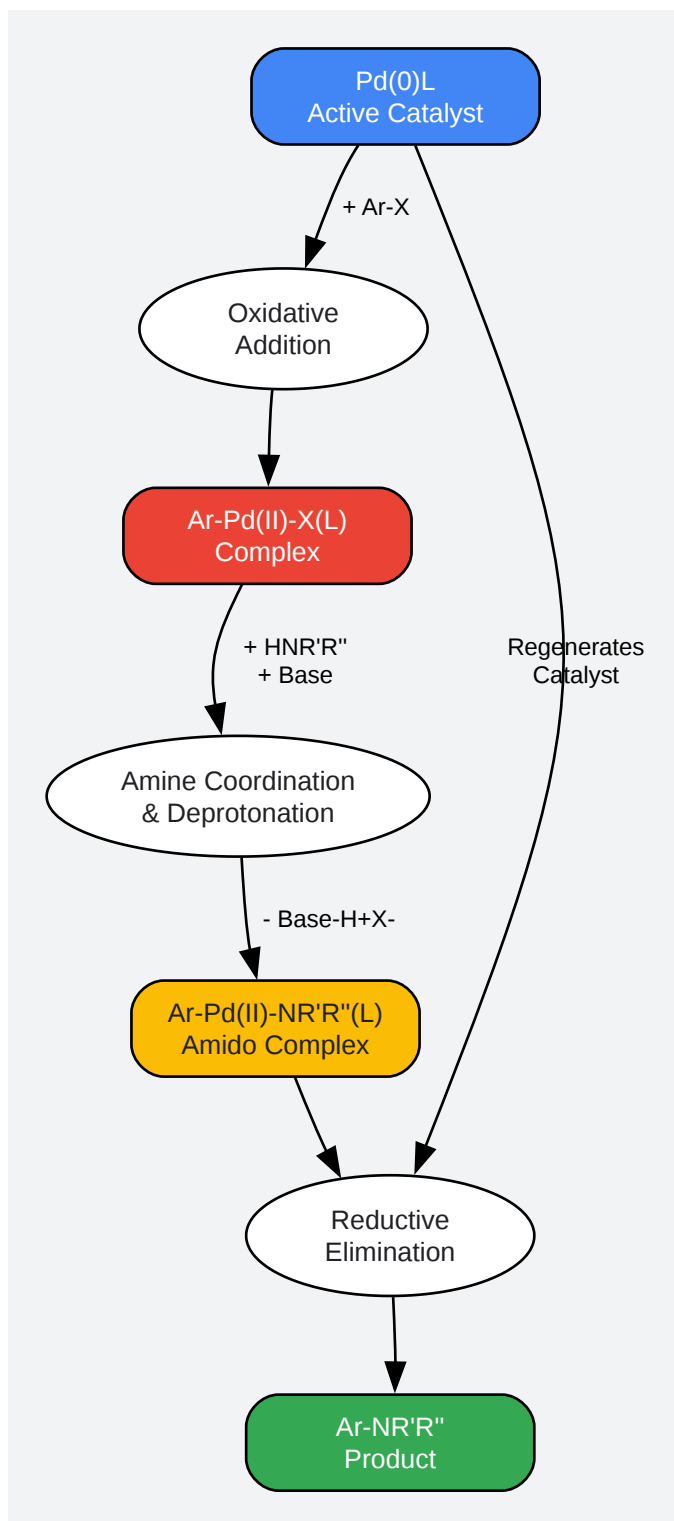 Pd(0)L
Active Catalyst
+ Ar-X
Oxidative
Addition
Ar-Pd(II)-X(L)
Complex
+ HNR'R"
+ Base
Regenerates
Catalyst
Amine Coordination
& Deprotonation
- Base-H+X-
Ar-Pd(II)-NR'R"(L)
Amido Complex
Reductive
Elimination
Ar-NR'R"
Product